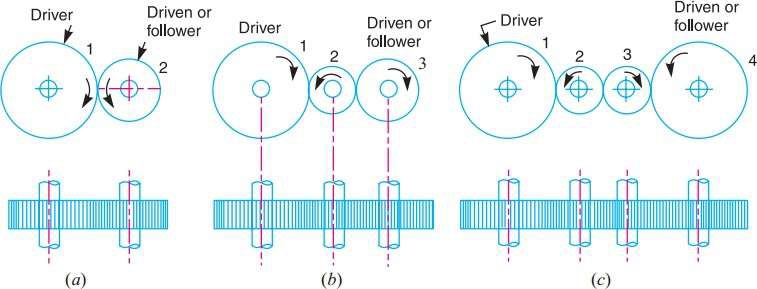 Driver
1
Driven or
follower
2
(a)
Driver
1
2
Driven or
follower
3
(b)
Driver
1
2
3
Driven or
follower
4
(c)